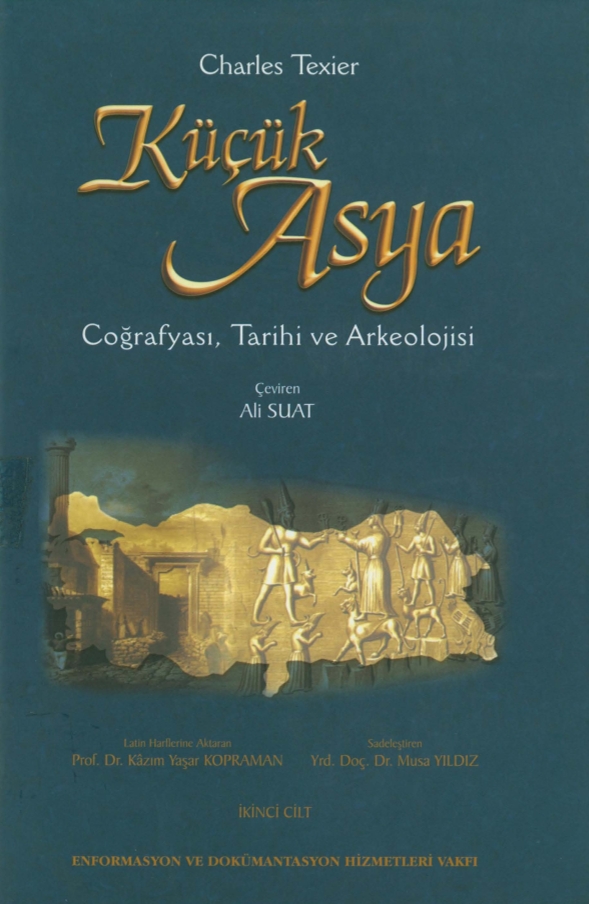 Charles Texier
Küçük
Asya
Coğrafyası, Tarihi ve Arkeolojisi
Çeviren
Ali SUAT
Latin Harflerine Aktaran
Prof. Dr. Kâzım Yaşar KOPRAMAN
Sadeleştiren
Yrd. Doç. Dr. Musa YILDIZ
İKİNCİ CİLT
ENFORMASYON VE DOKÜMANTASYON HİZMETLERİ VAKFI